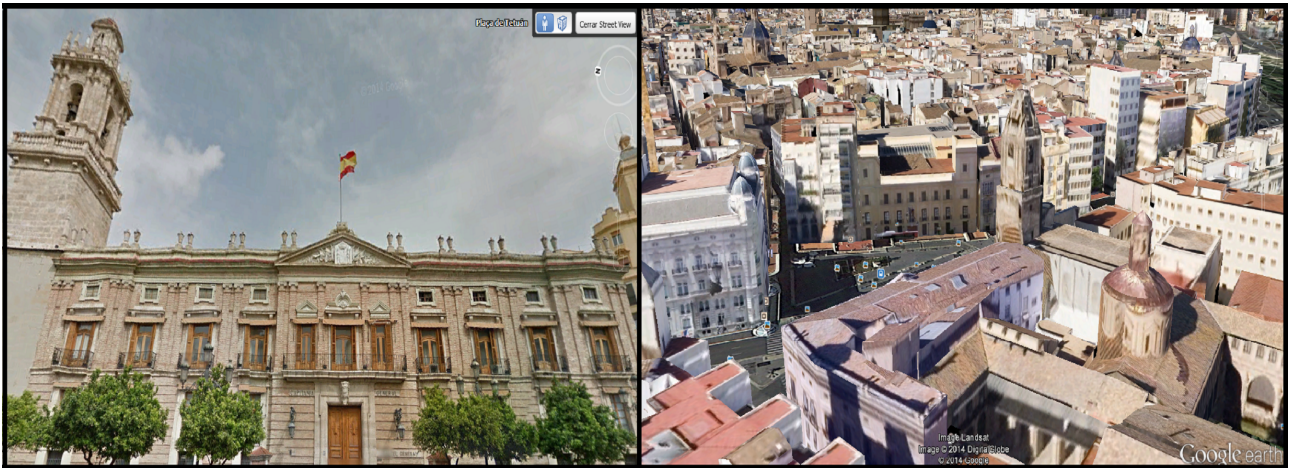 Plaça de Tetuán
Cerrar Street View
N
Image Landsat
Image © 2014 DigitalGlobe
© 2014 Google
Google earth